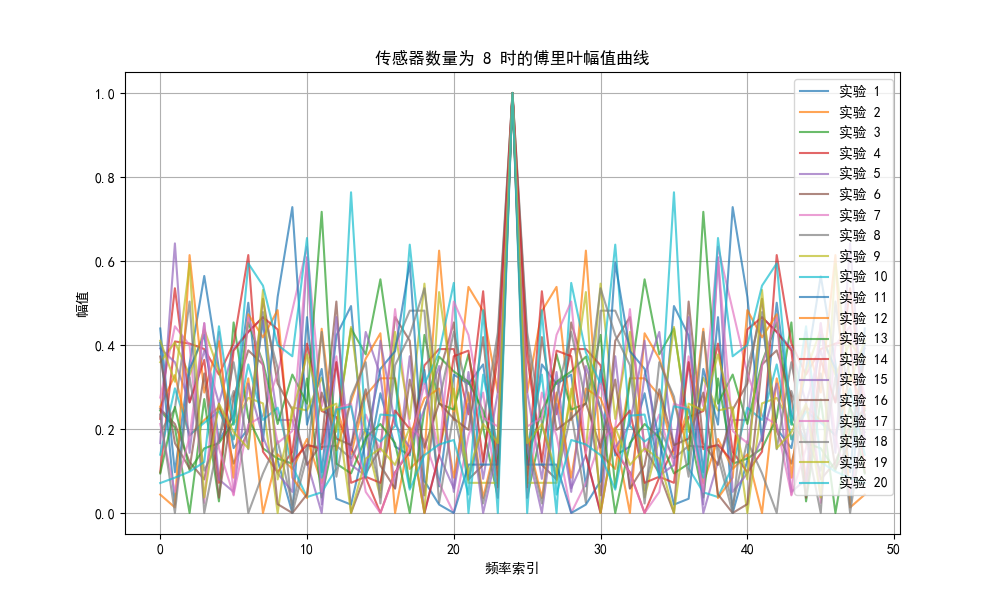 传感器数量为 8 时的傅里叶幅值曲线
幅值
1.0
0.8
0.6
0.4
0.2
0.0
0
10
20
30
40
50
频率索引
实验 1
实验 2
实验 3
实验 4
实验 5
实验 6
实验 7
实验 8
实验 9
实验 10
实验 11
实验 12
实验 13
实验 14
实验 15
实验 16
实验 17
实验 18
实验 19
实验 20